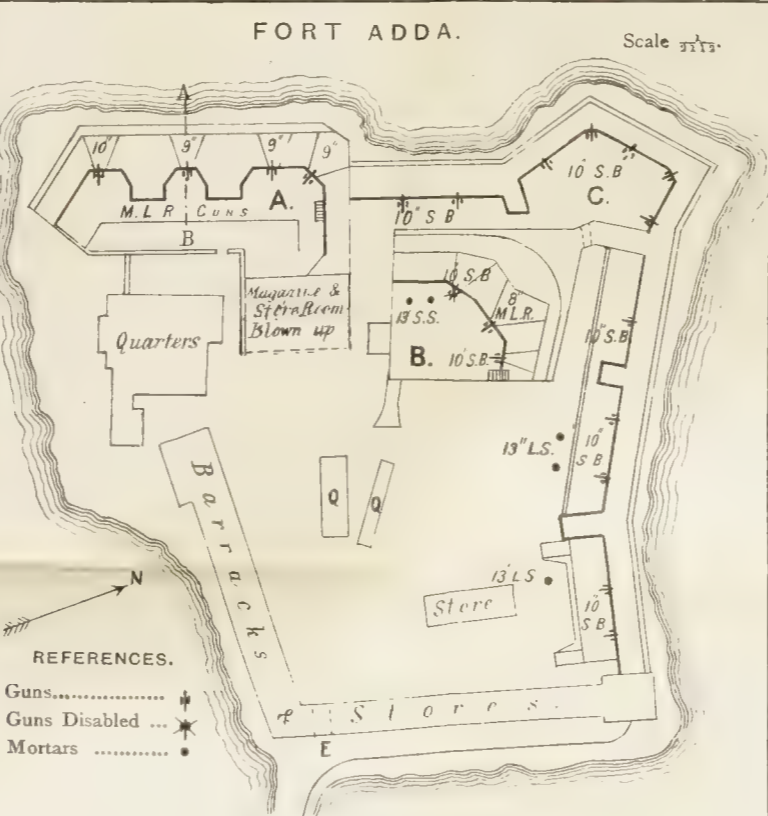 FORT ADDA.
Scale
A
10" 9" 9" 9"
M. L. R GUNS A.
B
10" S B
10" S.B
C.
Magazine &
Store Room
Blown up
Quarters
10" S.B
8"
M.L.R.
13" S.S.
B. 10" S.B.
10" S.B
13" L.S.
10"
S B
Barracks
Q Q
13" L S
Store
10"
S B
& Stores.
E
N
REFERENCES.
Guns..................
Guns Disabled ...
Mortars ............